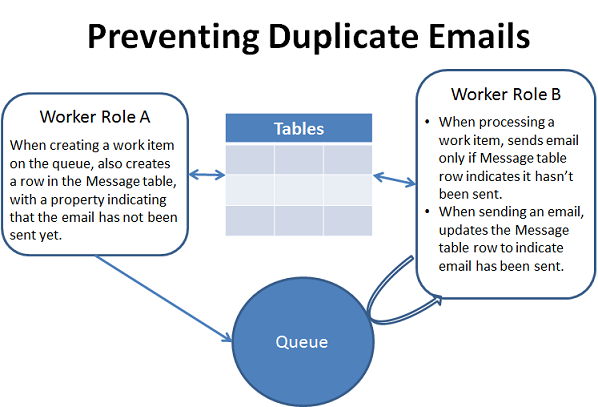 Preventing Duplicate Emails
Worker Role A
When creating a work item
on the queue, also creates
a row in the Message table,
with a property indicating
that the email has not been
sent yet.
Tables
Worker Role B
• When processing a
work item, sends email
only if Message table
row indicates it hasn't
been sent.
• When sending an email,
updates the Message
table row to indicate
email has been sent.
Queue